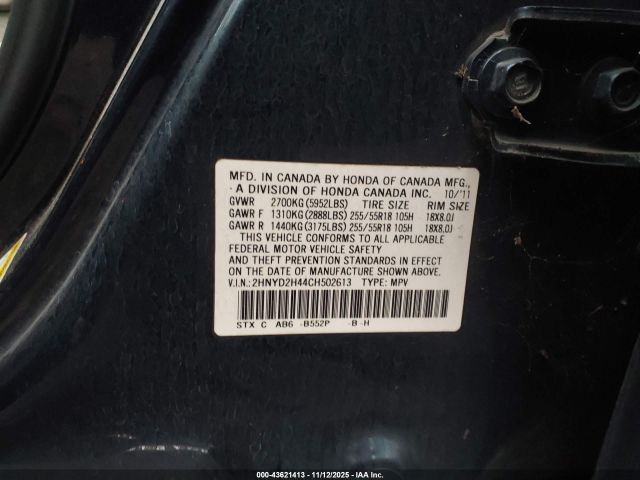 MFD. IN CANADA BY HONDA OF CANADA MFG.,
A DIVISION OF HONDA CANADA INC. 10/'11
GVWR 2700KG(5952LBS) TIRE SIZE RIM SIZE
GAWR F 1310KG(2888LBS) 255/55R18 105H 18X8.0J
GAWR R 1440KG(3175LBS) 255/55R18 105H 18X8.0J
THIS VEHICLE CONFORMS TO ALL APPLICABLE
FEDERAL MOTOR VEHICLE SAFETY
AND THEFT PREVENTION STANDARDS IN EFFECT
ON THE DATE OF MANUFACTURE SHOWN ABOVE.
V.I.N.: 2HNYD2H44CH502613 TYPE: MPV
STX C AB6 -B552P -B-H
000-43621413 - 11/12/2025 - IAAI.com